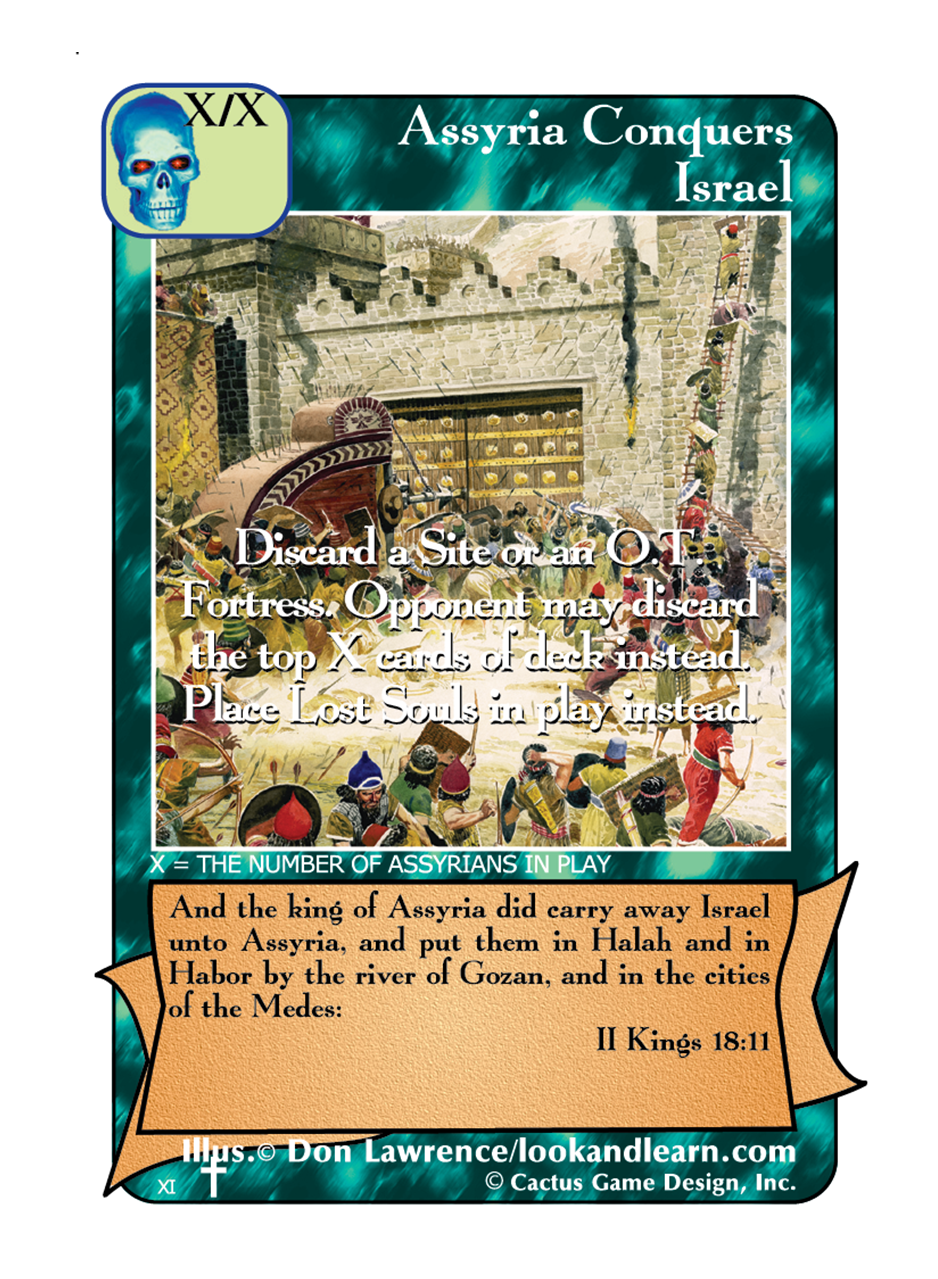 X/X
Assyria Conquers
Israel
Discard a Site or an O.T.
Fortress. Opponent may discard
the top X cards of deck instead.
Place Lost Souls in play instead.
X = THE NUMBER OF ASSYRIANS IN PLAY
And the king of Assyria did carry away Israel
unto Assyria, and put them in Halah and in
Habor by the river of Gozan, and in the cities
of the Medes:
II Kings 18:11
Illus.© Don Lawrence/lookandlearn.com
XI
© Cactus Game Design, Inc.